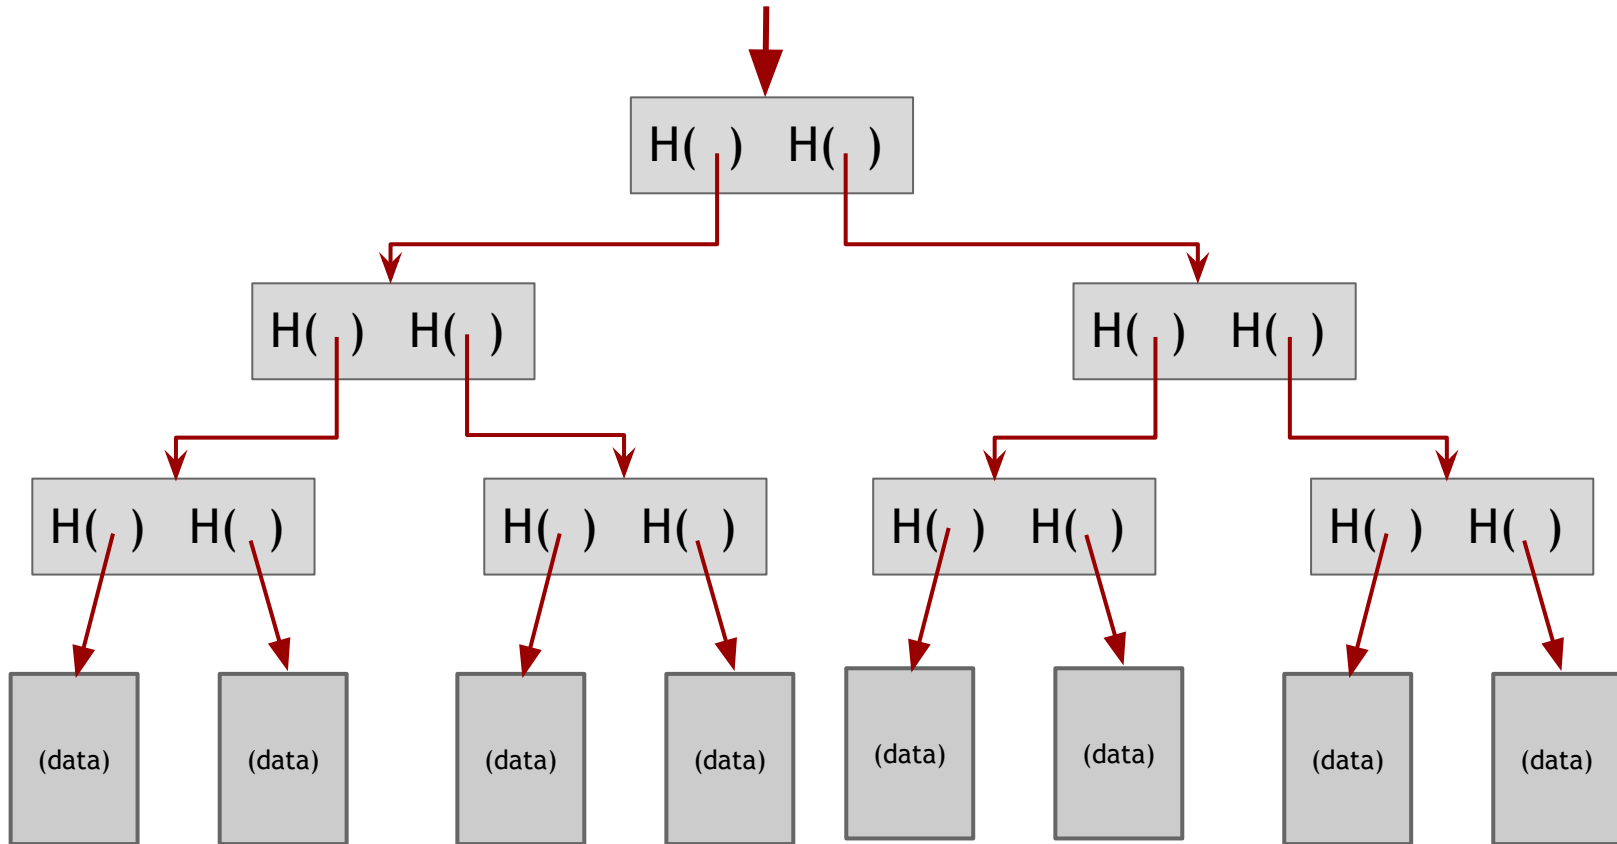 H( ) H( )
H( ) H( ) H( ) H( )
H( ) H( ) H( ) H( ) H( ) H( ) H( ) H( )
(data) (data) (data) (data) (data) (data) (data) (data)